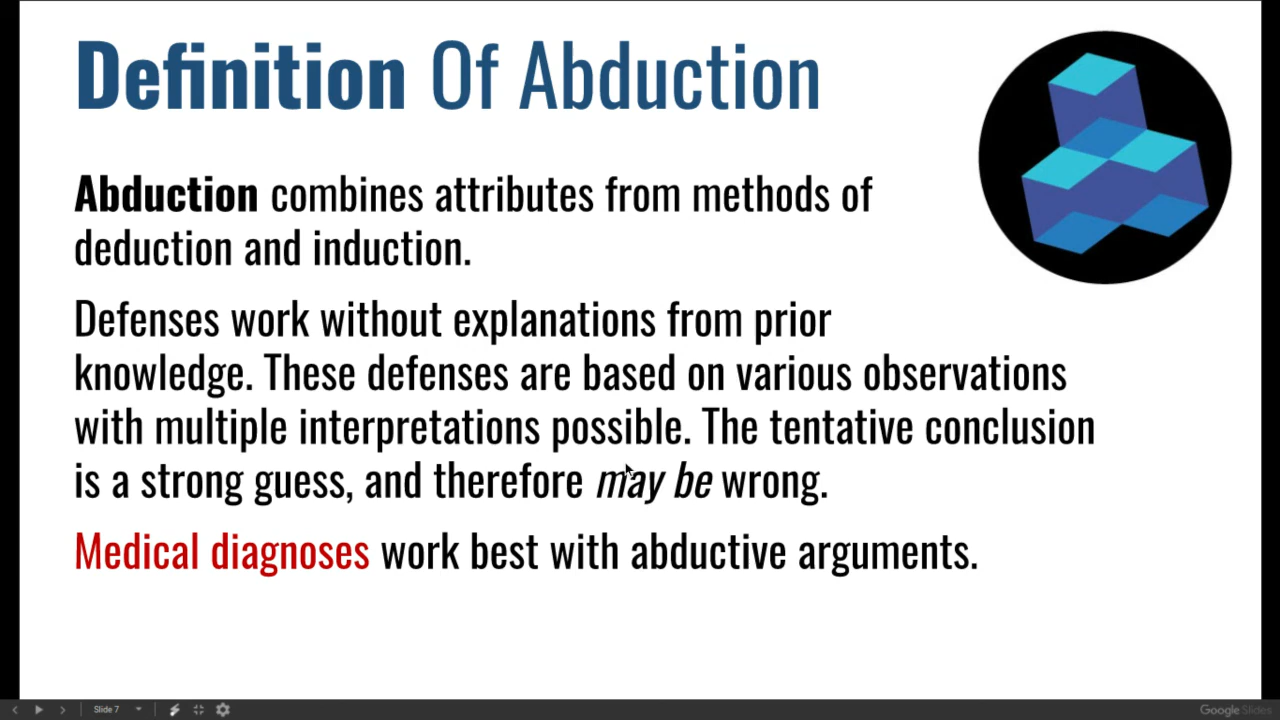 Definition Of Abduction
Abduction combines attributes from methods of
deduction and induction.
Defenses work without explanations from prior
knowledge. These defenses are based on various observations
with multiple interpretations possible. The tentative conclusion
is a strong guess, and therefore may be wrong.
Medical diagnoses work best with abductive arguments.
Slide 7
Google Slides